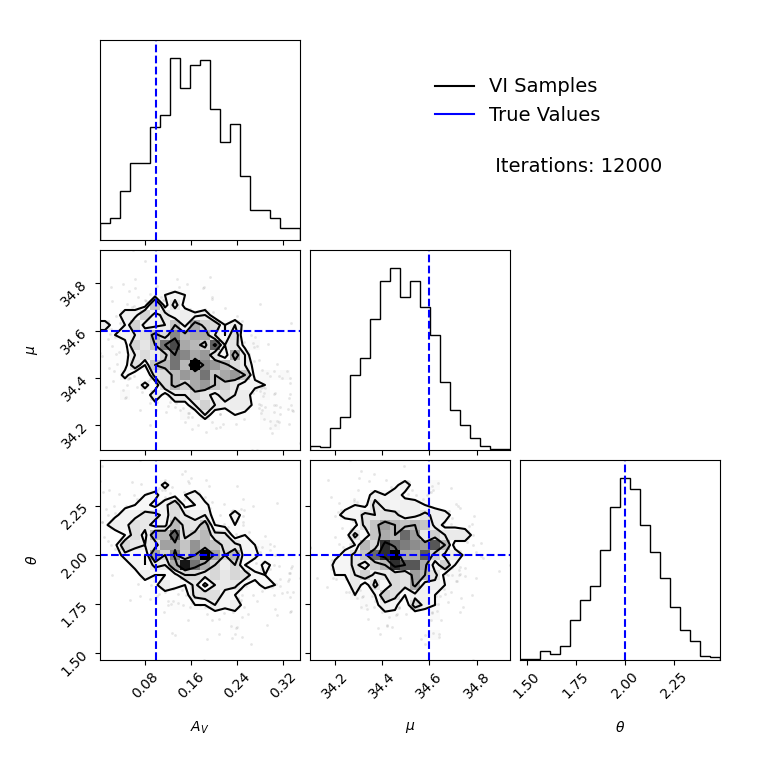 VI Samples
True Values
Iterations: 12000
34.8
34.6
34.4
34.2
μ
2.25
2.00
1.75
1.50
θ
0.08 0.16 0.24 0.32 34.2 34.4 34.6 34.8 1.50 1.75 2.00 2.25
A_V μ θ